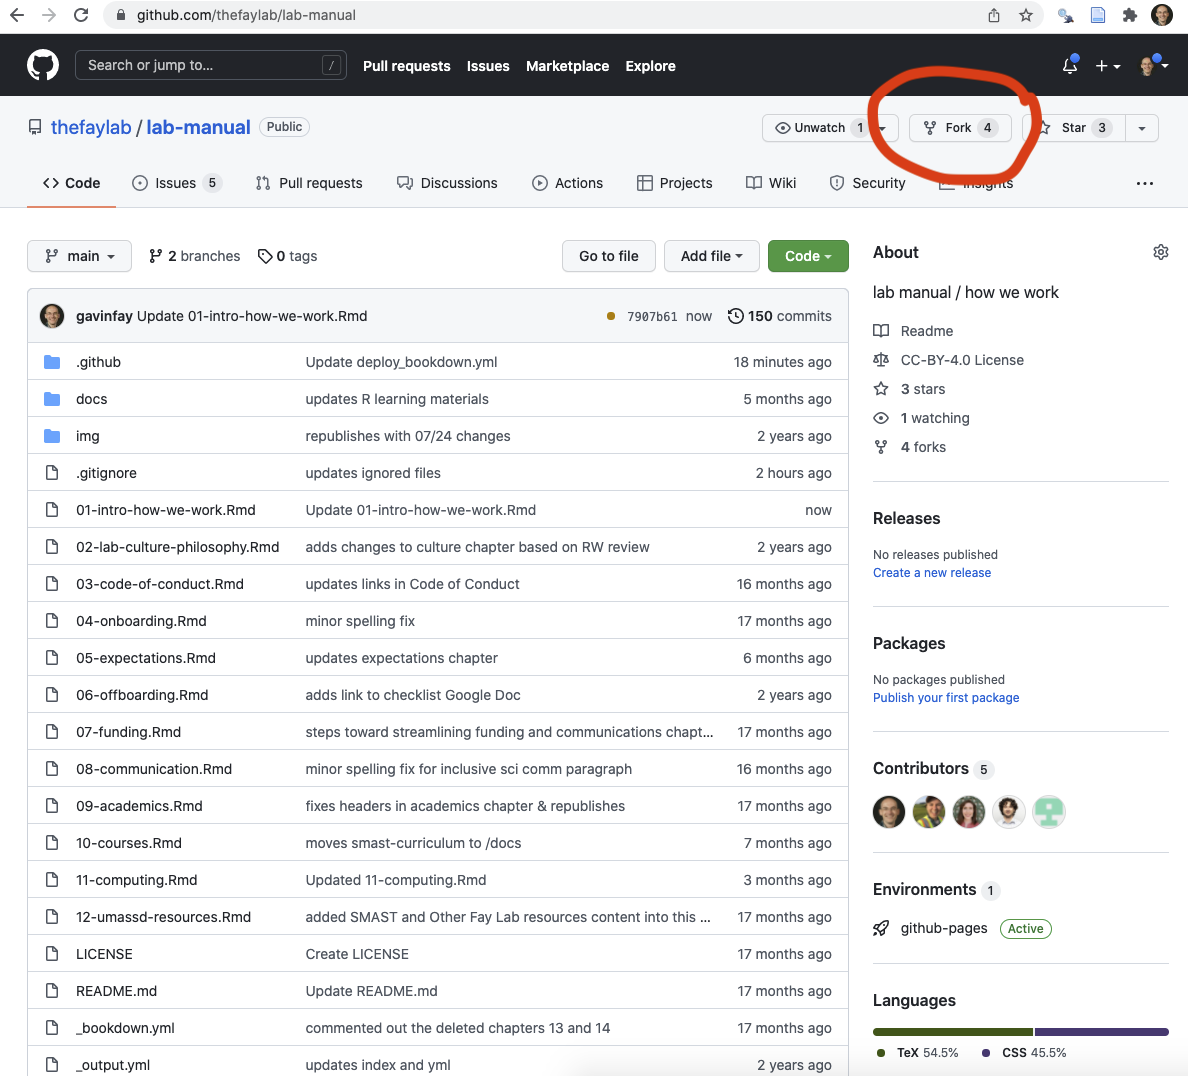 github.com/thefaylab/lab-manual
Search or jump to... / Pull requests Issues Marketplace Explore
thefaylab / lab-manual Public Unwatch 1 Fork 4 Star 3
Code Issues 5 Pull requests Discussions Actions Projects Wiki Security Insights
main 2 branches 0 tags Go to file Add file Code
gavinfay Update 01-intro-how-we-work.Rmd 7907b61 now 150 commits
.github Update deploy_bookdown.yml 18 minutes ago
docs updates R learning materials 5 months ago
img republishes with 07/24 changes 2 years ago
.gitignore updates ignored files 2 hours ago
01-intro-how-we-work.Rmd Update 01-intro-how-we-work.Rmd now
02-lab-culture-philosophy.Rmd adds changes to culture chapter based on RW review 2 years ago
03-code-of-conduct.Rmd updates links in Code of Conduct 16 months ago
04-onboarding.Rmd minor spelling fix 17 months ago
05-expectations.Rmd updates expectations chapter 6 months ago
06-offboarding.Rmd adds link to checklist Google Doc 2 years ago
07-funding.Rmd steps toward streamlining funding and communications chapt... 17 months ago
08-communication.Rmd minor spelling fix for inclusive sci comm paragraph 16 months ago
09-academics.Rmd fixes headers in academics chapter & republishes 17 months ago
10-courses.Rmd moves smast-curriculum to /docs 7 months ago
11-computing.Rmd Updated 11-computing.Rmd 3 months ago
12-umassd-resources.Rmd added SMAST and Other Fay Lab resources content into this ... 17 months ago
LICENSE Create LICENSE 17 months ago
README.md Update README.md 17 months ago
_bookdown.yml commented out the deleted chapters 13 and 14 17 months ago
_output.yml updates index and yml 2 years ago
About
lab manual / how we work
Readme
CC-BY-4.0 License
3 stars
1 watching
4 forks
Releases
No releases published
Create a new release
Packages
No packages published
Publish your first package
Contributors 5
Environments 1
github-pages Active
Languages
TeX 54.5% CSS 45.5%